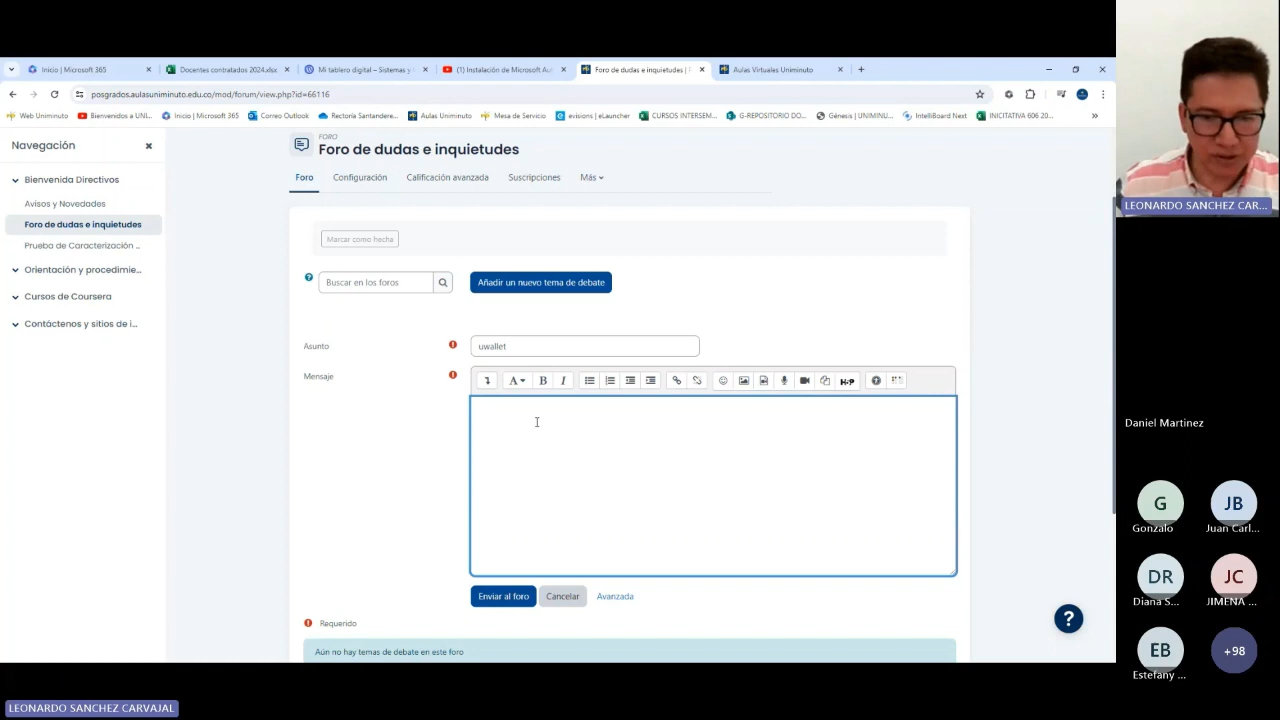 Inicio | Microsoft 365
Docentes contratados 2024.xlsx
Mi tablero digital – Sistemas y
(1) Instalación de Microsoft Au
Foro de dudas e inquietudes |
Aulas Virtuales Uniminuto
posgrados.aulasuniminuto.edu.co/mod/forum/view.php?id=66116
Web Uniminuto
Bienvenidos a UNI...
Inicio | Microsoft 365
Correo Outlook
Rectoría Santandere...
Aulas Uniminuto
Mesa de Servicio
evisions | eLauncher
CURSOS INTERSEM...
G-REPOSITORIO DO...
Génesis | UNIMINU...
IntelliBoard Next
INICITATIVA 606 20...
Navegación
Bienvenida Directivos
Avisos y Novedades
Foro de dudas e inquietudes
Prueba de Caracterización ...
Orientación y procedimie...
Cursos de Coursera
Contáctenos y sitios de i...
FORO
Foro de dudas e inquietudes
Foro
Configuración
Calificación avanzada
Suscripciones
Más
Marcar como hecha
Buscar en los foros
Añadir un nuevo tema de debate
Asunto
uwallet
Mensaje
A
B
I
H-P
Enviar al foro
Cancelar
Avanzada
Requerido
Aún no hay temas de debate en este foro
?
LEONARDO SANCHEZ CAR...
Daniel Martinez
G
Gonzalo
JB
Juan Carl...
DR
Diana S...
JC
JIMENA ...
EB
Estefany ...
+98
LEONARDO SANCHEZ CARVAJAL